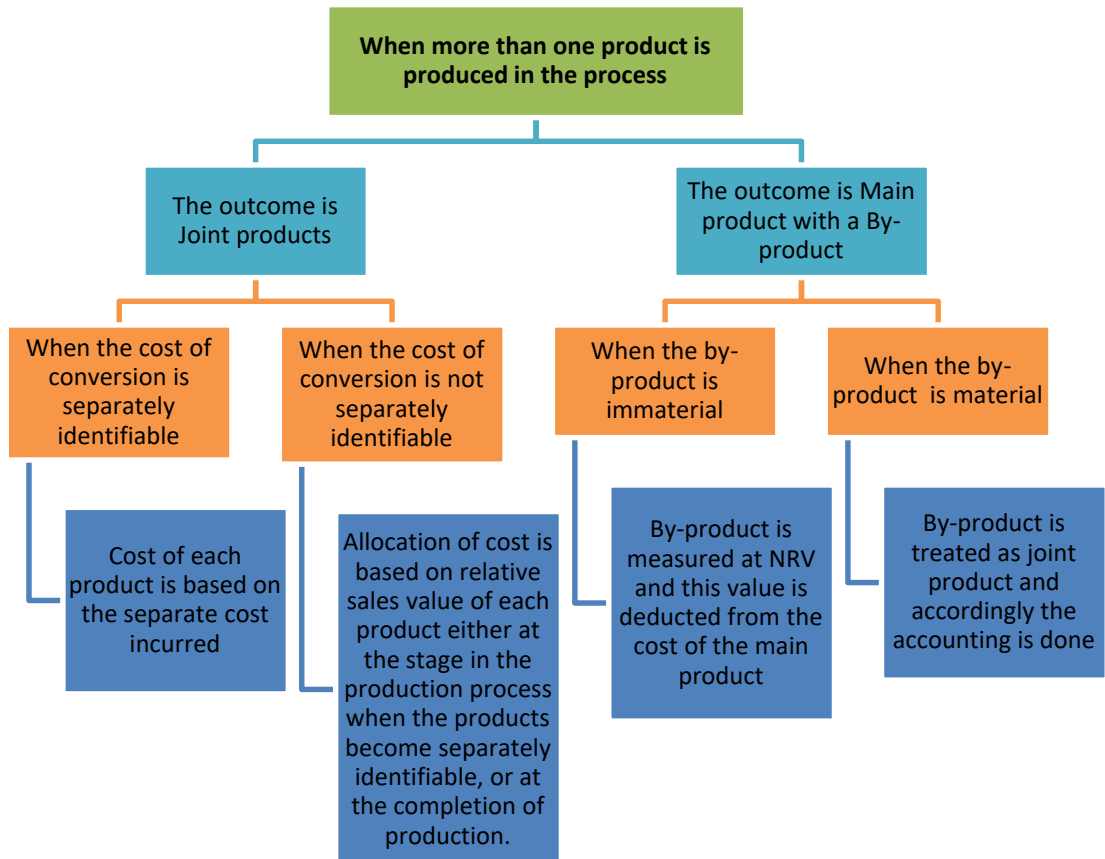 When more than one product is
produced in the process
The outcome is
Joint products
The outcome is Main
product with a By-
product
When the cost of
conversion is
separately
identifiable
When the cost of
conversion is not
separately
identifiable
When the by-
product is
immaterial
When the by-
product  is material
Cost of each
product is based on
the separate cost
incurred
Allocation of cost is
based on relative
sales value of each
product either at
the stage in the
production process
when the products
become separately
identifiable, or at
the completion of
production.
By-product is
measured at NRV
and this value is
deducted from the
cost of the main
product
By-product is
treated as joint
product and
accordingly the
accounting is done